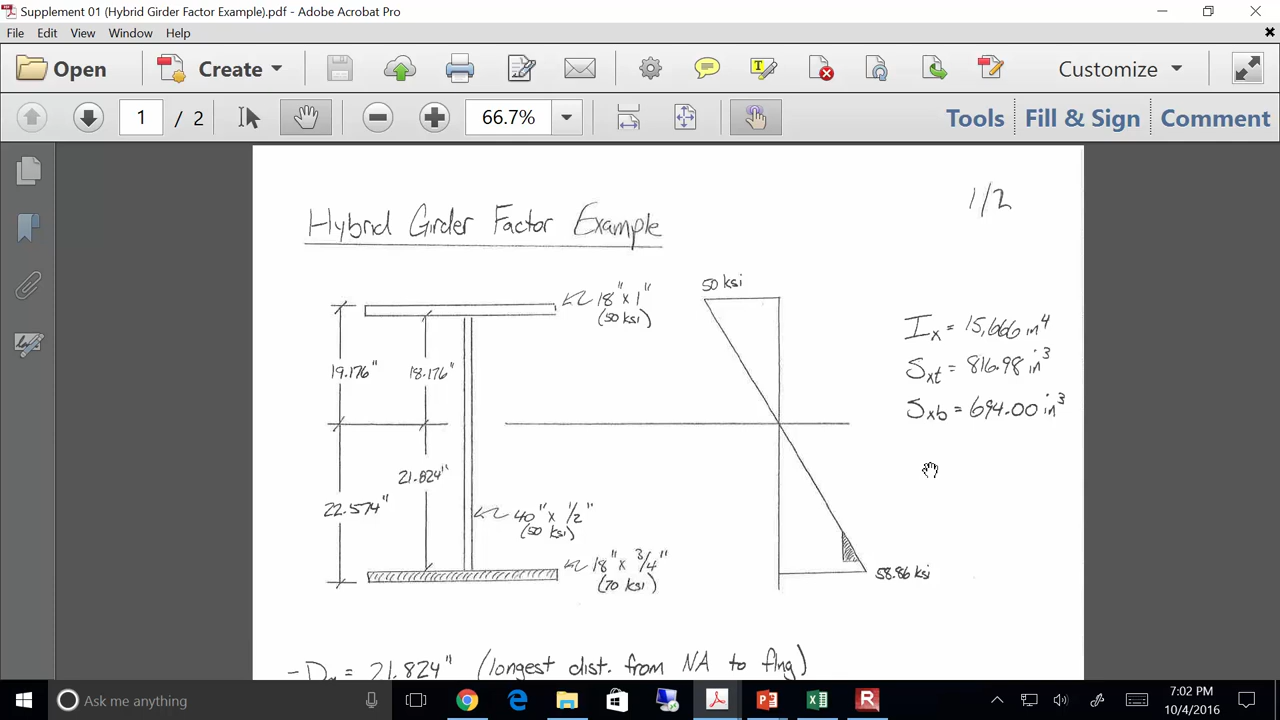 Supplement 01 (Hybrid Girder Factor Example).pdf - Adobe Acrobat Pro
File Edit View Window Help
Open Create Customize
1 / 2 66.7% Tools Fill & Sign Comment
1/2
Hybrid Girder Factor Example
50 ksi
18" x 1"
(50 ksi)
Ix = 15,666 in4
19.176" 18.176"
Sxt = 816.98 in3
Sxb = 694.00 in3
21.824"
22.574"
40" x 1/2"
(50 ksi)
18" x 3/4"
(70 ksi)
58.86 ksi
= 21.824" (longest dist. from NA to flng)
Ask me anything
7:02 PM
10/4/2016